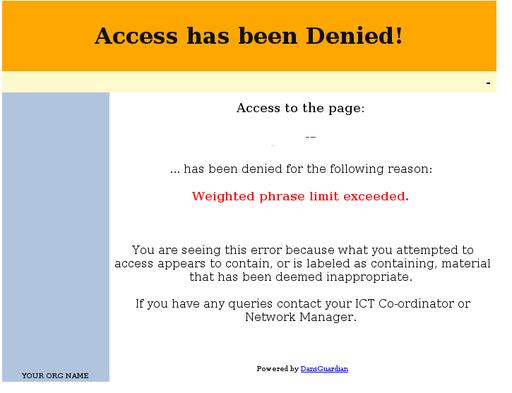 Access has been Denied!
-
Access to the page:
... has been denied for the following reason:
Weighted phrase limit exceeded.
You are seeing this error because what you attempted to
access appears to contain, or is labeled as containing, material
that has been deemed inappropriate.
If you have any queries contact your ICT Co-ordinator or
Network Manager.
Powered by DansGuardian
YOUR ORG NAME